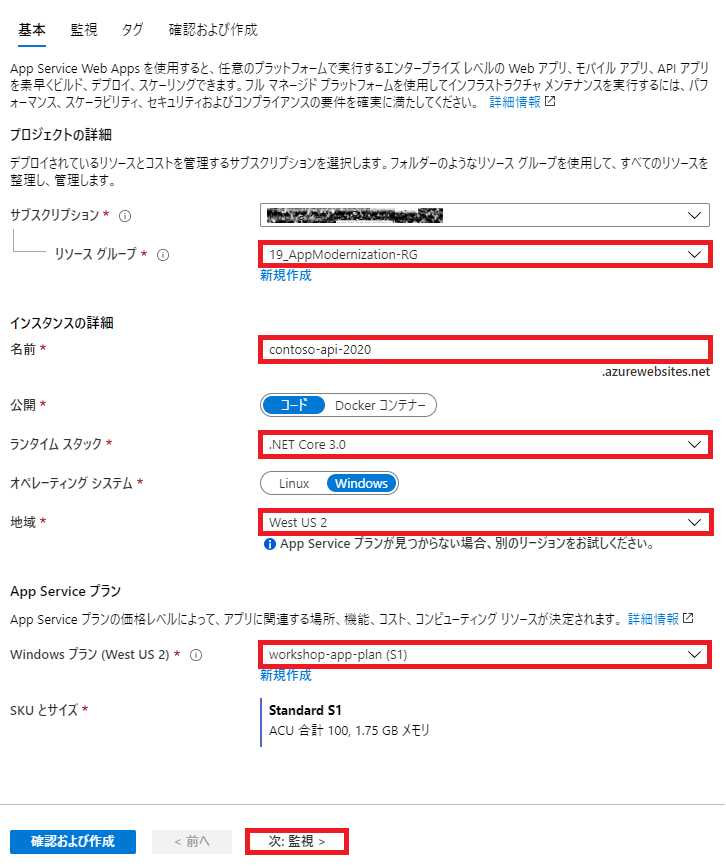 基本 監視 タグ 確認および作成
App Service Web Apps を使用すると、任意のプラットフォームで実行するエンタープライズ レベルの Web アプリ、モバイル アプリ、API アプリ
を素早くビルド、デプロイ、スケーリングできます。フル マネージド プラットフォームを使用してインフラストラクチャ メンテナンスを実行するには、パフ
ォーマンス、スケーラビリティ、セキュリティおよびコンプライアンスの要件を確実に満たしてください。 詳細情報
プロジェクトの詳細
デプロイされているリソースとコストを管理するサブスクリプションを選択します。フォルダーのようなリソース グループを使用して、すべてのリソースを
整理し、管理します。
サブスクリプション *
リソース グループ * 19_AppModernization-RG
新規作成
インスタンスの詳細
名前 * contoso-api-2020
.azurewebsites.net
公開 * コード Docker コンテナー
ランタイム スタック * .NET Core 3.0
オペレーティング システム * Linux Windows
地域 * West US 2
App Service プランが見つからない場合、別のリージョンをお試しください。
App Service プラン
App Service プランの価格レベルによって、アプリに関連する場所、機能、コスト、コンピューティング リソースが決定されます。 詳細情報
Windows プラン (West US 2) * workshop-app-plan (S1)
新規作成
SKU とサイズ * Standard S1
ACU 合計 100, 1.75 GB メモリ
確認および作成 < 前へ 次: 監視 >